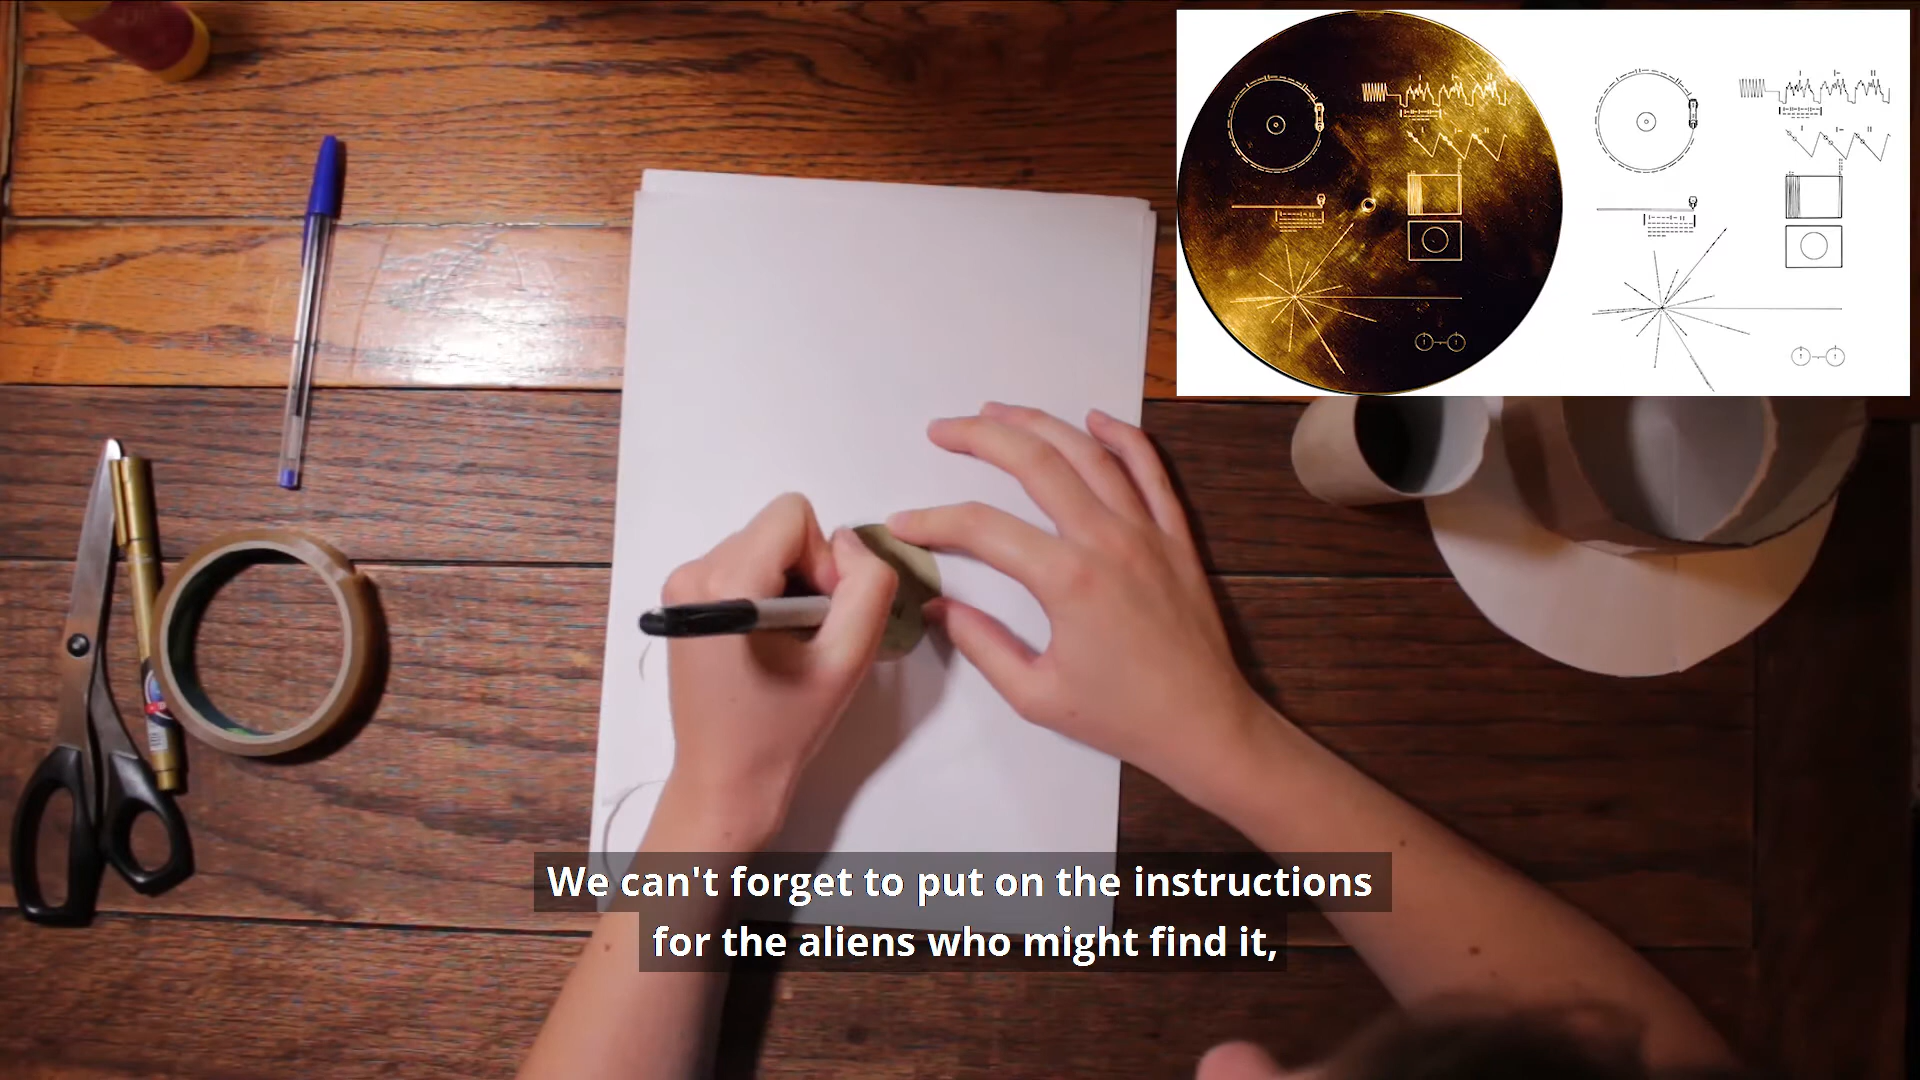 We can't forget to put on the instructions
for the aliens who might find it,